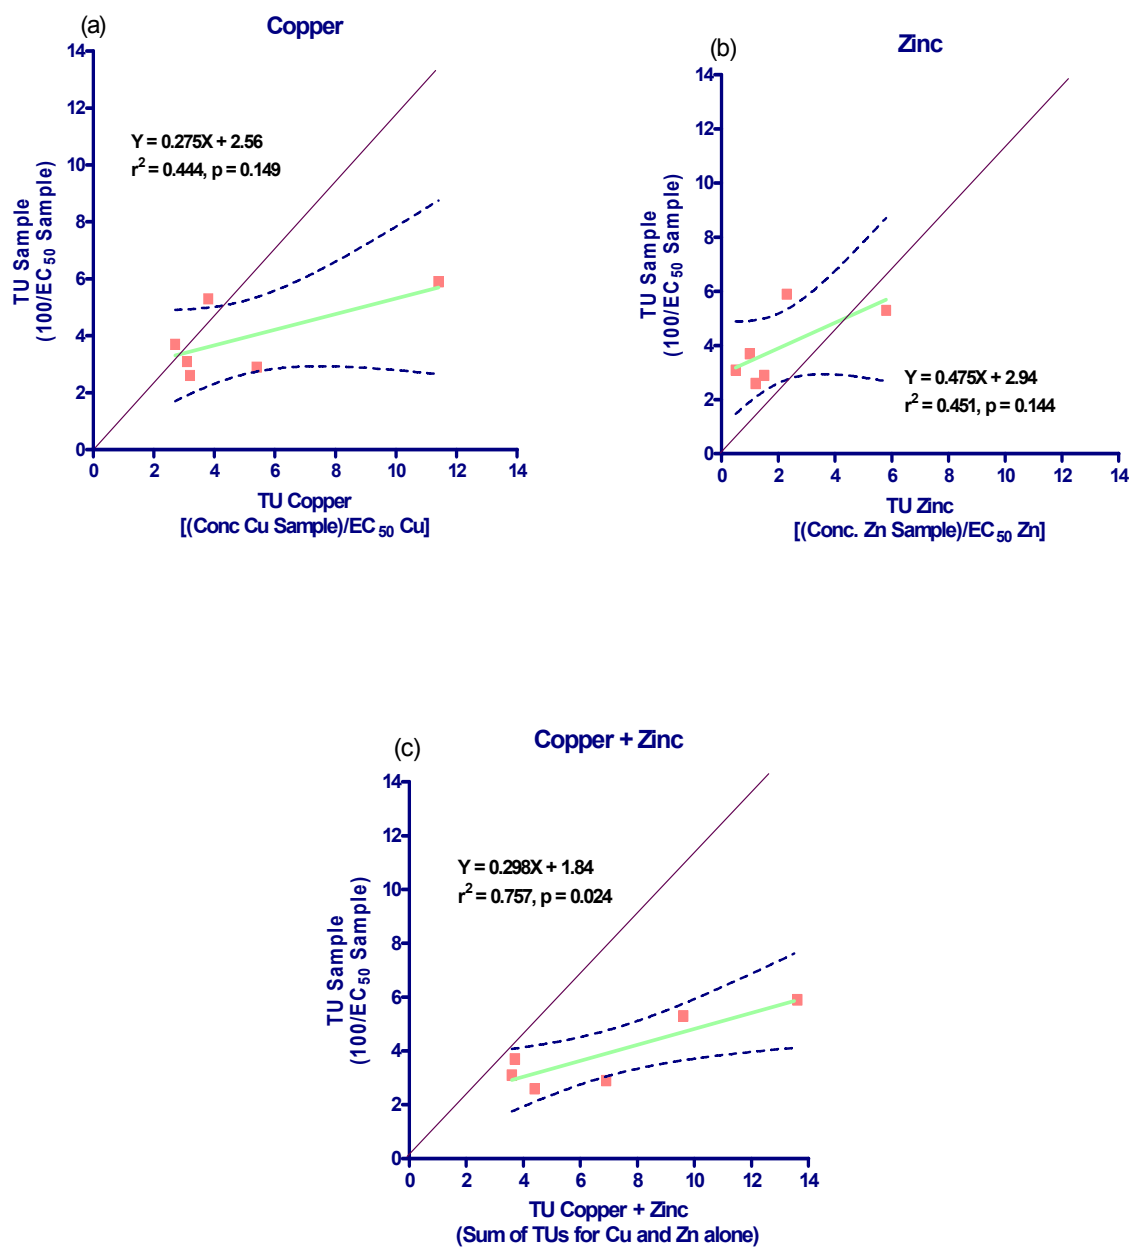 (a)
Copper
14
12
10
8
6
4
2
0
TU Sample
(100/EC50 Sample)
Y = 0.275X + 2.56
r2 = 0.444, p = 0.149
0 2 4 6 8 10 12 14
TU Copper
[(Conc Cu Sample)/EC50 Cu]
(b)
Zinc
14
12
10
8
6
4
2
0
TU Sample
(100/EC50 Sample)
Y = 0.475X + 2.94
r2 = 0.451, p = 0.144
0 2 4 6 8 10 12 14
TU Zinc
[(Conc. Zn Sample)/EC50 Zn]
(c)
Copper + Zinc
14
12
10
8
6
4
2
0
TU Sample
(100/EC50 Sample)
Y = 0.298X + 1.84
r2 = 0.757, p = 0.024
0 2 4 6 8 10 12 14
TU Copper + Zinc
(Sum of TUs for Cu and Zn alone)